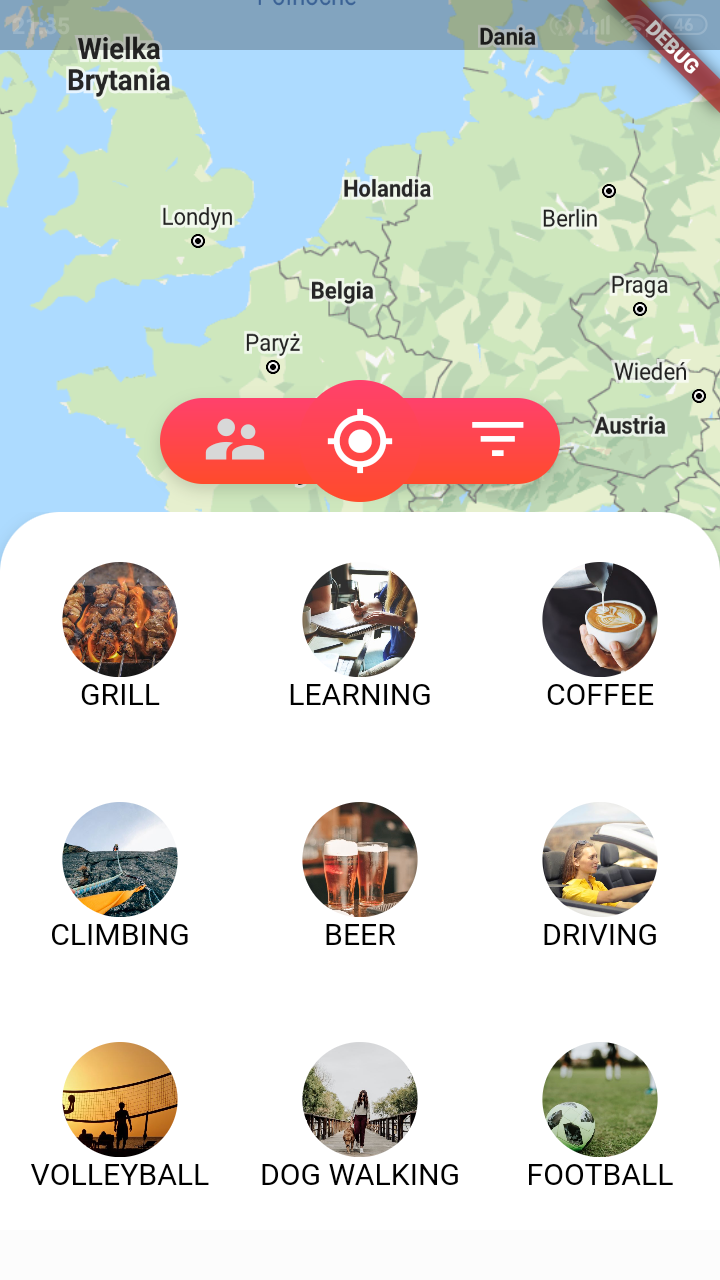 Północne
21:35
46
DEBUG
Wielka
Brytania
Dania
Holandia
Londyn
Berlin
Belgia
Praga
Paryż
Wiedeń
Austria
GRILL
LEARNING
COFFEE
CLIMBING
BEER
DRIVING
VOLLEYBALL
DOG WALKING
FOOTBALL